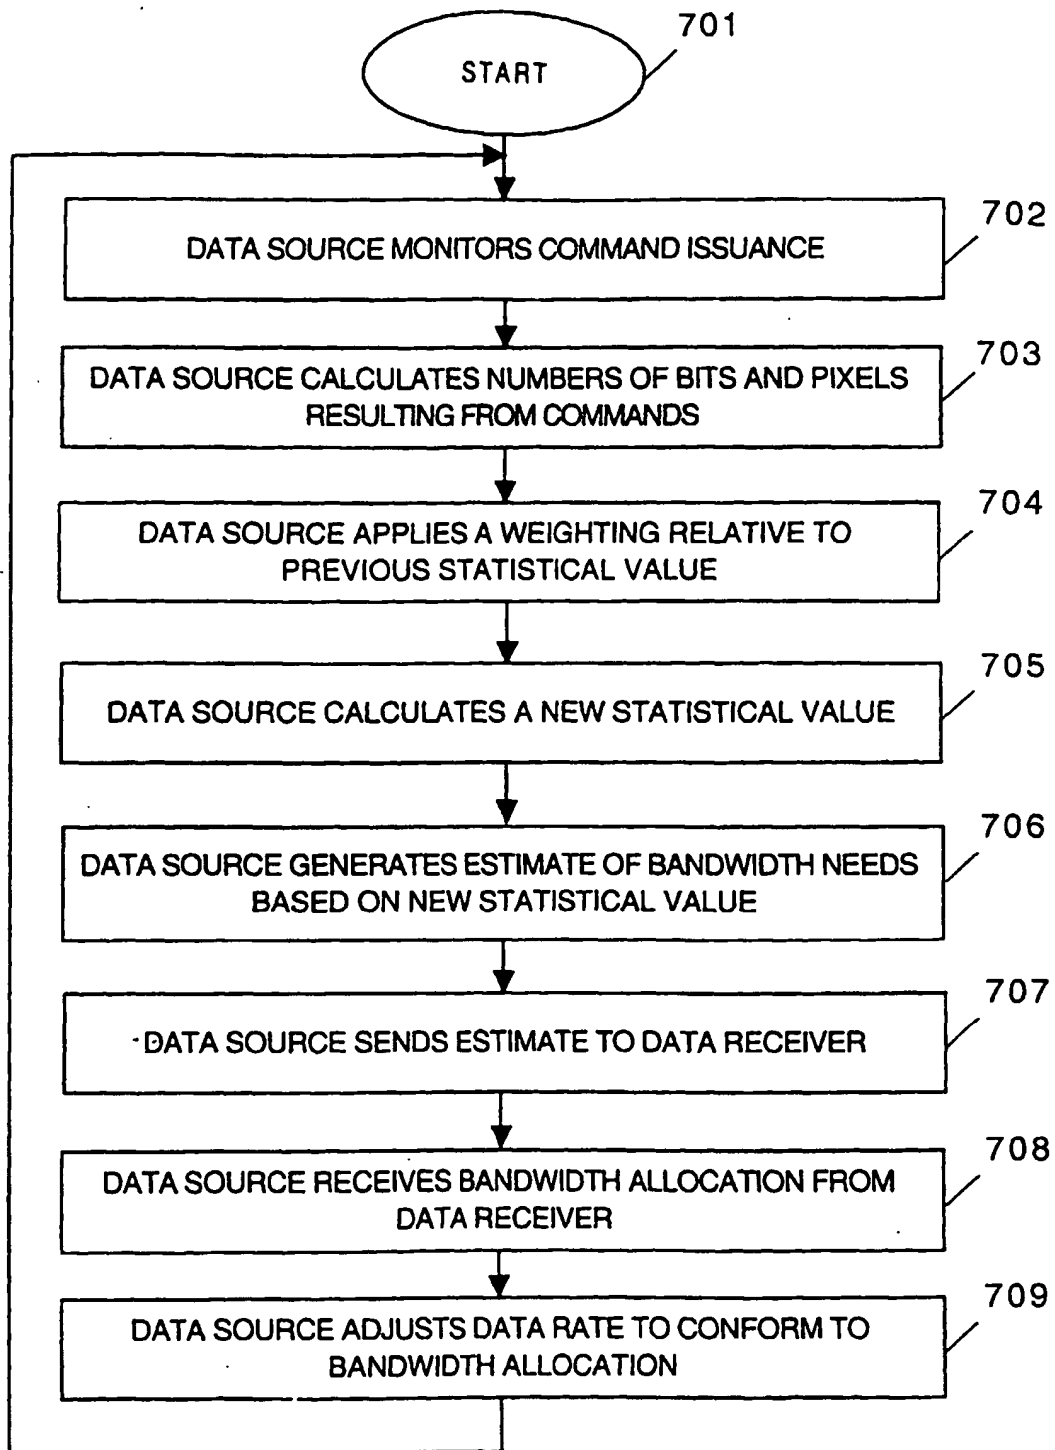 701
START
702
DATA SOURCE MONITORS COMMAND ISSUANCE
703
DATA SOURCE CALCULATES NUMBERS OF BITS AND PIXELS
RESULTING FROM COMMANDS
704
DATA SOURCE APPLIES A WEIGHTING RELATIVE TO
PREVIOUS STATISTICAL VALUE
705
DATA SOURCE CALCULATES A NEW STATISTICAL VALUE
706
DATA SOURCE GENERATES ESTIMATE OF BANDWIDTH NEEDS
BASED ON NEW STATISTICAL VALUE
707
DATA SOURCE SENDS ESTIMATE TO DATA RECEIVER
708
DATA SOURCE RECEIVES BANDWIDTH ALLOCATION FROM
DATA RECEIVER
709
DATA SOURCE ADJUSTS DATA RATE TO CONFORM TO
BANDWIDTH ALLOCATION